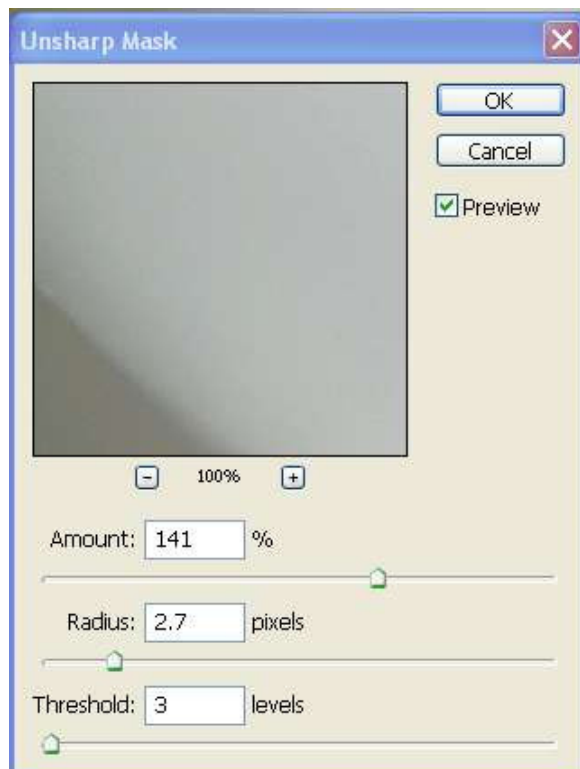 Unsharp Mask
OK
Cancel
Preview
100%
Amount: 141 %
Radius: 2.7 pixels
Threshold: 3 levels